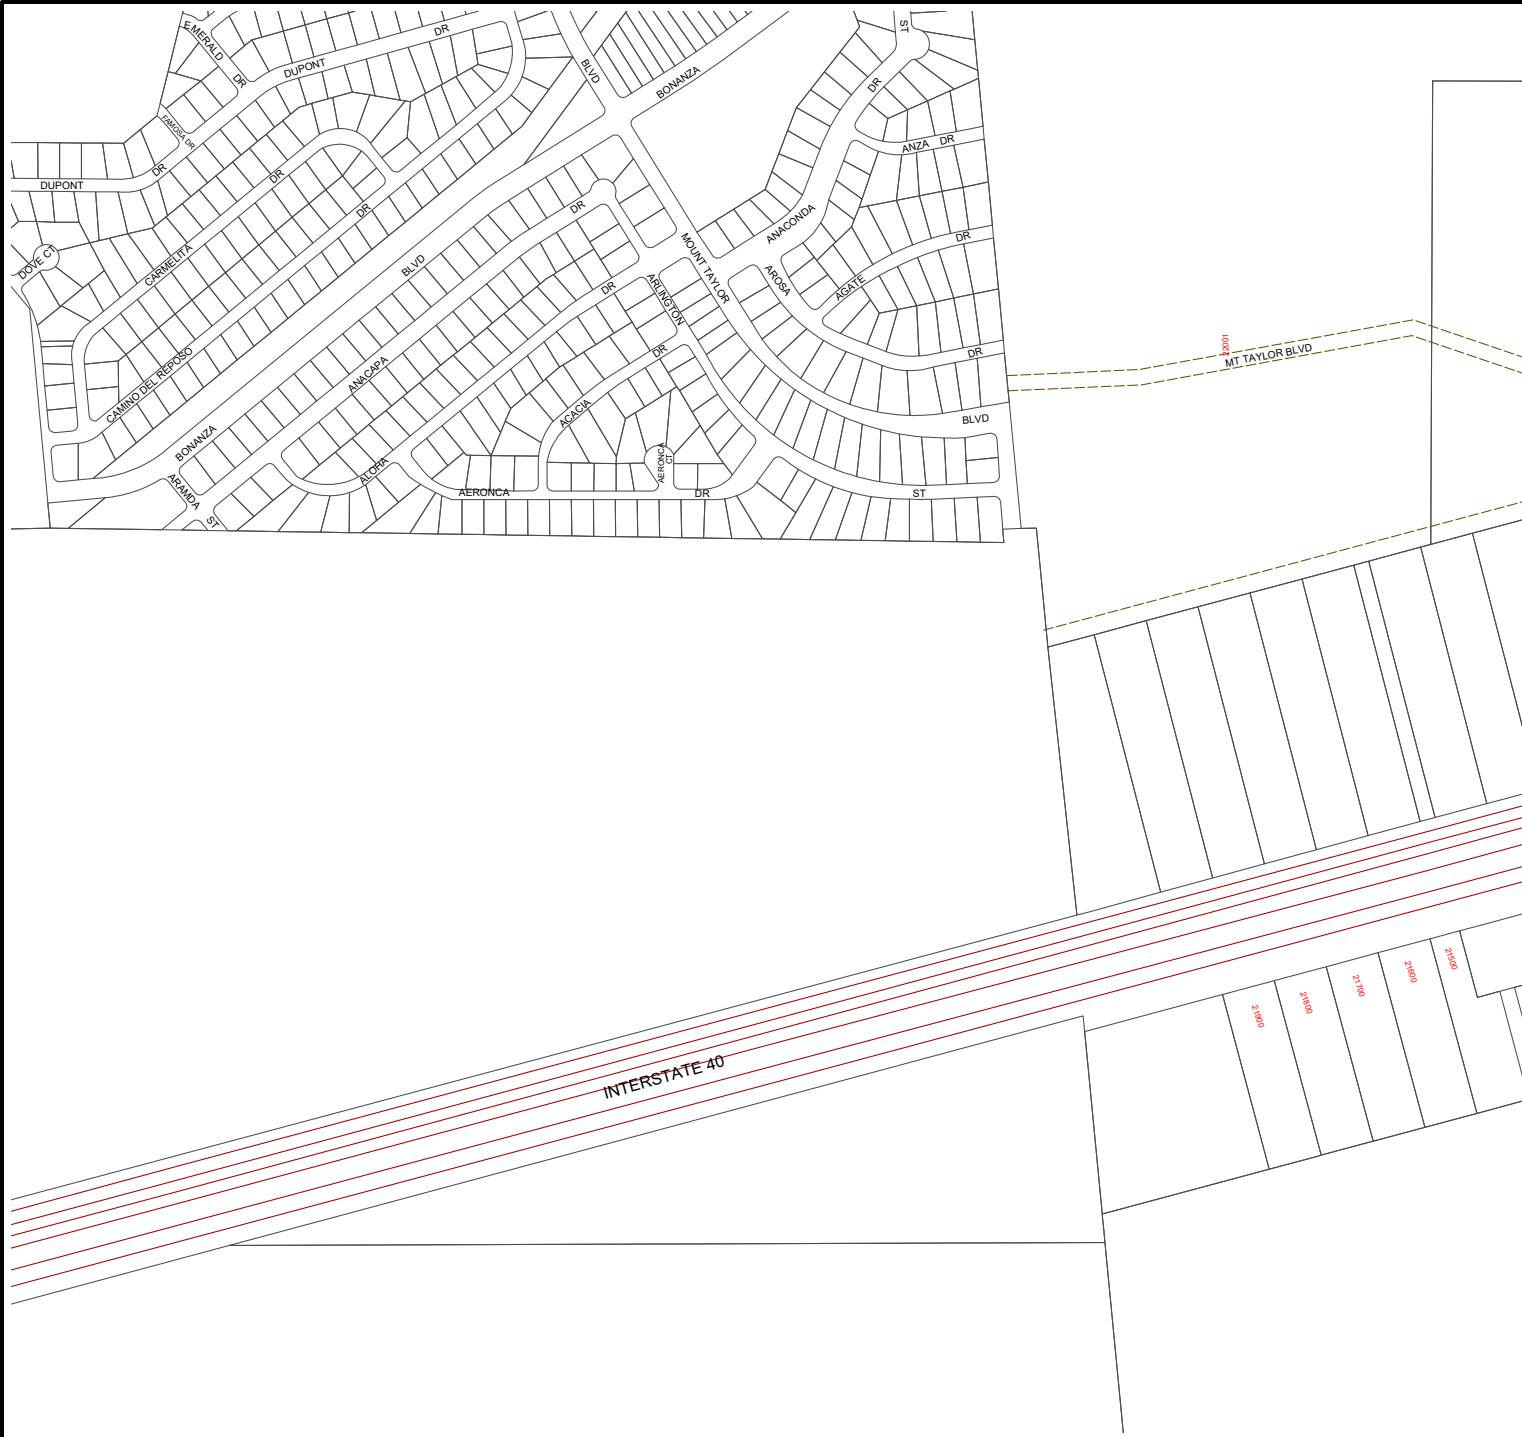 EMERALD
DR
DUPONT
DR
BLVD
BONANZA
ST
DR
FAMOSA DR
ANZA DR
DUPONT
DR
DR
DR
DR
ANACONDA
DOVE CT
CARMELITA
BLVD
MOUNT TAYLOR
AROSA
DR
AGATE
ARLINGTON
DR
22001
MT TAYLOR BLVD
DR
DR
CAMINO DEL REPOSO
ANACAPA
ACACIA
BLVD
BONANZA
ALOHA
AERONCA
CT
ARAMDA
ST
AERONCA
DR
ST
21500
21600
21700
21800
21900
INTERSTATE 40